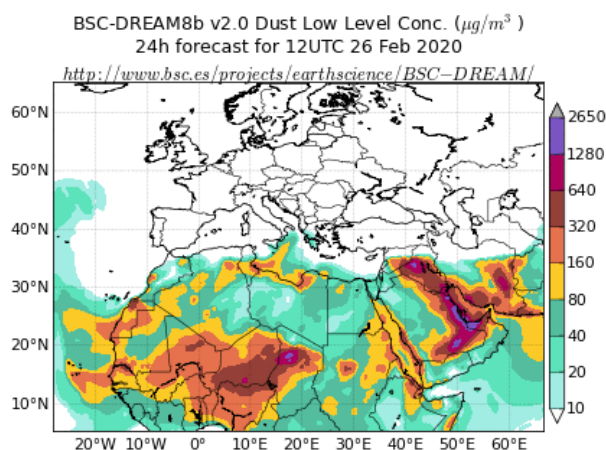 BSC-DREAM8b v2.0 Dust Low Level Conc. (μg/m³ )
24h forecast for 12UTC 26 Feb 2020
http://www.bsc.es/projects/earthscience/BSC−DREAM/
60°N
50°N
40°N
30°N
20°N
10°N
20°W 10°W 0° 10°E 20°E 30°E 40°E 50°E 60°E
2650
1280
640
320
160
80
40
20
10